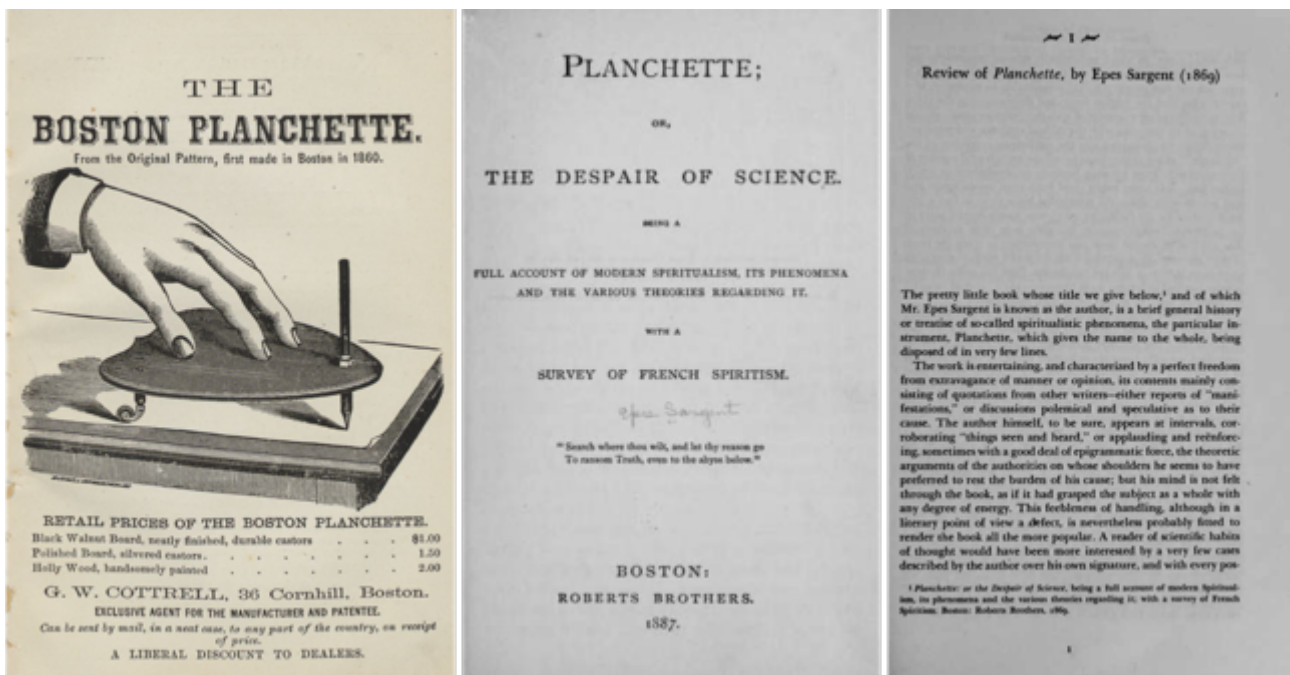 THE
BOSTON PLANCHETTE.
From the Original Pattern, first made in Boston in 1860.
RETAIL PRICES OF THE BOSTON PLANCHETTE.
Black Walnut Board, neatly finished, durable castors . . . $1.00
Polished Board, silvered castors. . . . . . . 1.50
Holly Wood, handsomely painted . . . . . . 2.00
G. W. COTTRELL, 36 Cornhill, Boston.
EXCLUSIVE AGENT FOR THE MANUFACTURER AND PATENTEE.
Can be sent by mail, in a neat case, to any part of the country, on receipt
of price.
A LIBERAL DISCOUNT TO DEALERS.
PLANCHETTE;
OR,
THE DESPAIR OF SCIENCE.
BEING A
FULL ACCOUNT OF MODERN SPIRITUALISM, ITS PHENOMENA
AND THE VARIOUS THEORIES REGARDING IT.
WITH A
SURVEY OF FRENCH SPIRITISM.
Epes Sargent
"Search where thou wilt, and let thy reason go
To ransom Truth, even to the abyss below."
BOSTON:
ROBERTS BROTHERS.
1887.
1
Review of Planchette, by Epes Sargent (1869)
The pretty little book whose title we give below,¹ and of which
Mr. Epes Sargent is known as the author, is a brief general history
or treatise of so-called spiritualistic phenomena, the particular in-
strument, Planchette, which gives the name to the whole, being
disposed of in very few lines.
The work is entertaining, and characterized by a perfect freedom
from extravagance of manner or opinion, its contents mainly con-
sisting of quotations from other writers—either reports of "mani-
festations," or discussions polemical and speculative as to their
cause. The author himself, to be sure, appears at intervals, cor-
roborating "things seen and heard," or applauding and reënforc-
ing, sometimes with a good deal of epigrammatic force, the theoretic
arguments of the authorities on whose shoulders he seems to have
preferred to rest the burden of his cause; but his mind is not felt
through the book, as if it had grasped the subject as a whole with
any degree of energy. This feebleness of handling, although in a
literary point of view a defect, is nevertheless probably fitted to
render the book all the more popular. A reader of scientific habits
of thought would have been more interested by a very few cases
described by the author over his own signature, and with every pos-
¹ Planchette: or the Despair of Science, being a full account of modern Spiritual-
ism, its phenomena and the various theories regarding it; with a survey of French
Spiritism. Boston: Roberts Brothers, 1869.
1